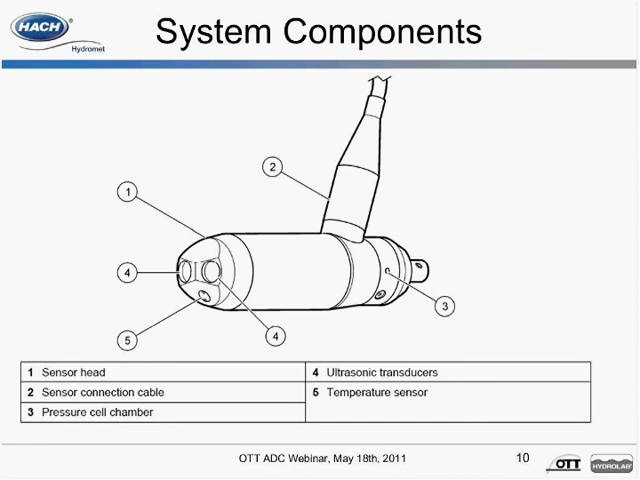 HACH®
Hydromet
System Components
2
1
4
3
5
4
1 Sensor head
4 Ultrasonic transducers
2 Sensor connection cable
5 Temperature sensor
3 Pressure cell chamber
OTT ADC Webinar, May 18th, 2011
10
OTT
HYDROLAB